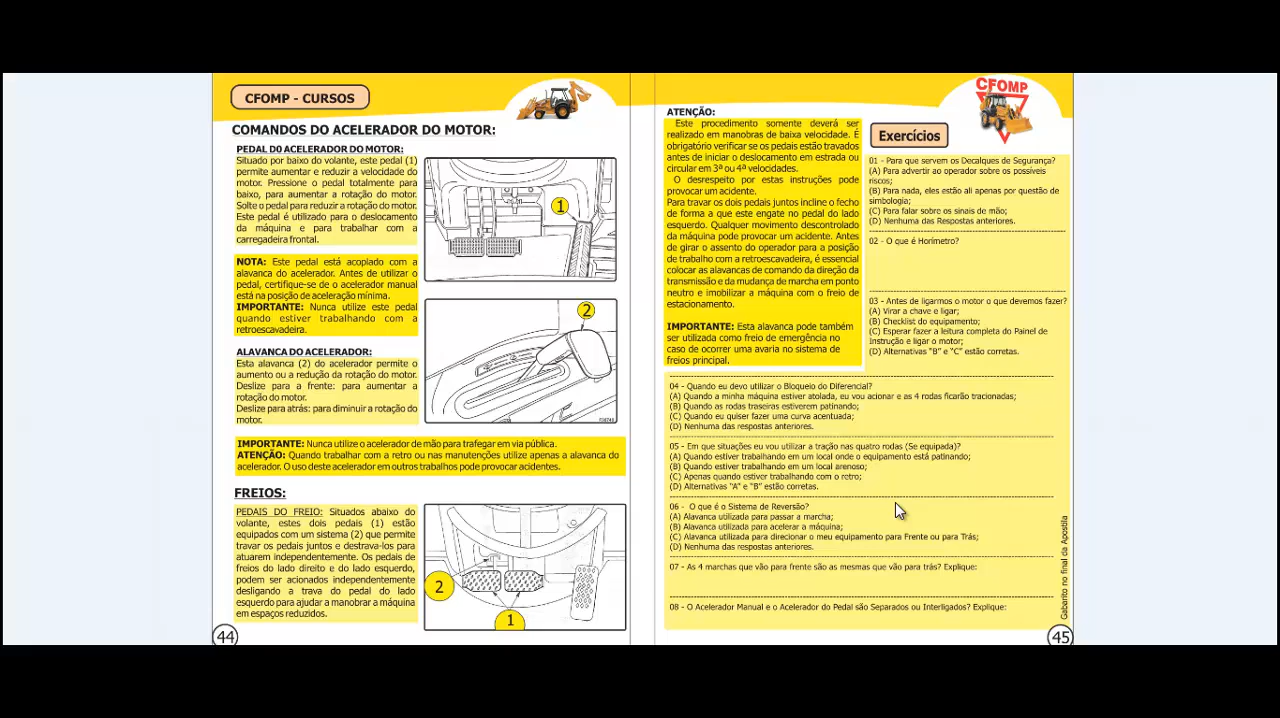 CFOMP - CURSOS
COMANDOS DO ACELERADOR DO MOTOR:
PEDAL D0 ACELERADOR DO MOTOR:
Situado por baixo do volante, este pedal (1)
permite aumentar e reduzir a velocidade do
motor. Pressione o pedal totalmente para
baixo, para aumentar a rotação do motor.
Solte o pedal para reduzir a rotação do motor.
Este pedal é utilizado para o deslocamento
da máquina e para trabalhar com a
carregadeira frontal.
NOTA: Este pedal está acoplado com a
alavanca do acelerador. Antes de utilizar o
pedal, certifique-se de o acelerador manual
está na posição de aceleração mínima.
IMPORTANTE: Nunca utilize este pedal
quando estiver trabalhando com a
retroescavadeira.
1
ALAVANCA DO ACELERADOR:
Esta alavanca (2) do acelerador permite o
aumento ou a redução da rotação do motor.
Deslize para a frente: para aumentar a
rotação do motor.
Deslize para atrás: para diminuir a rotação do
motor.
2
IMPORTANTE: Nunca utilize o acelerador de mão para trafegar em via pública.
ATENÇÃO: Quando trabalhar com a retro ou nas manutenções utilize apenas a alavanca do
acelerador. O uso deste acelerador em outros trabalhos pode provocar acidentes.
FREIOS:
PEDAIS DO FREIO: Situados abaixo do
volante, estes dois pedais (1) estão
equipados com um sistema (2) que permite
travar os pedais juntos e destrava-los para
atuarem independentemente. Os pedais de
freios do lado direito e do lado esquerdo,
podem ser acionados independentemente
desligando a trava do pedal do lado
esquerdo para ajudar a manobrar a máquina
em espaços reduzidos.
2
1
44
ATENÇÃO:
Este procedimento somente deverá ser
realizado em manobras de baixa velocidade. É
obrigatório verificar se os pedais estão travados
antes de iniciar o deslocamento em estrada ou
circular em 3ª ou 4ª velocidades.
O desrespeito por estas instruções pode
provocar um acidente.
Para travar os dois pedais juntos incline o fecho
de forma a que este engate no pedal do lado
esquerdo. Qualquer movimento descontrolado
da máquina pode provocar um acidente. Antes
de girar o assento do operador para a posição
de trabalho com a retroescavadeira, é essencial
colocar as alavancas de comando da direção da
transmissão e da mudança de marcha em ponto
neutro e imobilizar a máquina com o freio de
estacionamento.
IMPORTANTE: Esta alavanca pode também
ser utilizada como freio de emergência no
caso de ocorrer uma avaria no sistema de
freios principal.
CFOMP
Exercícios
01 - Para que servem os Decalques de Segurança?
(A) Para advertir ao operador sobre os possíveis
riscos;
(B) Para nada, eles estão ali apenas por questão de
simbologia;
(C) Para falar sobre os sinais de mão;
(D) Nenhuma das Respostas anteriores.
02 - O que é Horímetro?
03 - Antes de ligarmos o motor o que devemos fazer?
(A) Virar a chave e ligar;
(B) Checklist do equipamento;
(C) Esperar fazer a leitura completa do Painel de
Instrução e ligar o motor;
(D) Alternativas "B" e "C" estão corretas.
04 - Quando eu devo utilizar o Bloqueio do Diferencial?
(A) Quando a minha máquina estiver atolada, eu vou acionar e as 4 rodas ficarão tracionadas;
(B) Quando as rodas traseiras estiverem patinando;
(C) Quando eu quiser fazer uma curva acentuada;
(D) Nenhuma das respostas anteriores.
05 - Em que situações eu vou utilizar a tração nas quatro rodas (Se equipada)?
(A) Quando estiver trabalhando em um local onde o equipamento está patinando;
(B) Quando estiver trabalhando em um local arenoso;
(C) Apenas quando estiver trabalhando com o retro;
(D) Alternativas "A" e "B" estão corretas.
06 - O que é o Sistema de Reversão?
(A) Alavanca utilizada para passar a marcha;
(B) Alavanca utilizada para acelerar a máquina;
(C) Alavanca utilizada para direcionar o meu equipamento para Frente ou para Trás;
(D) Nenhuma das respostas anteriores.
07 - As 4 marchas que vão para frente são as mesmas que vão para trás? Explique:
08 - O Acelerador Manual e o Acelerador do Pedal são Separados ou Interligados? Explique:
Gabarito no final da Apostila
45